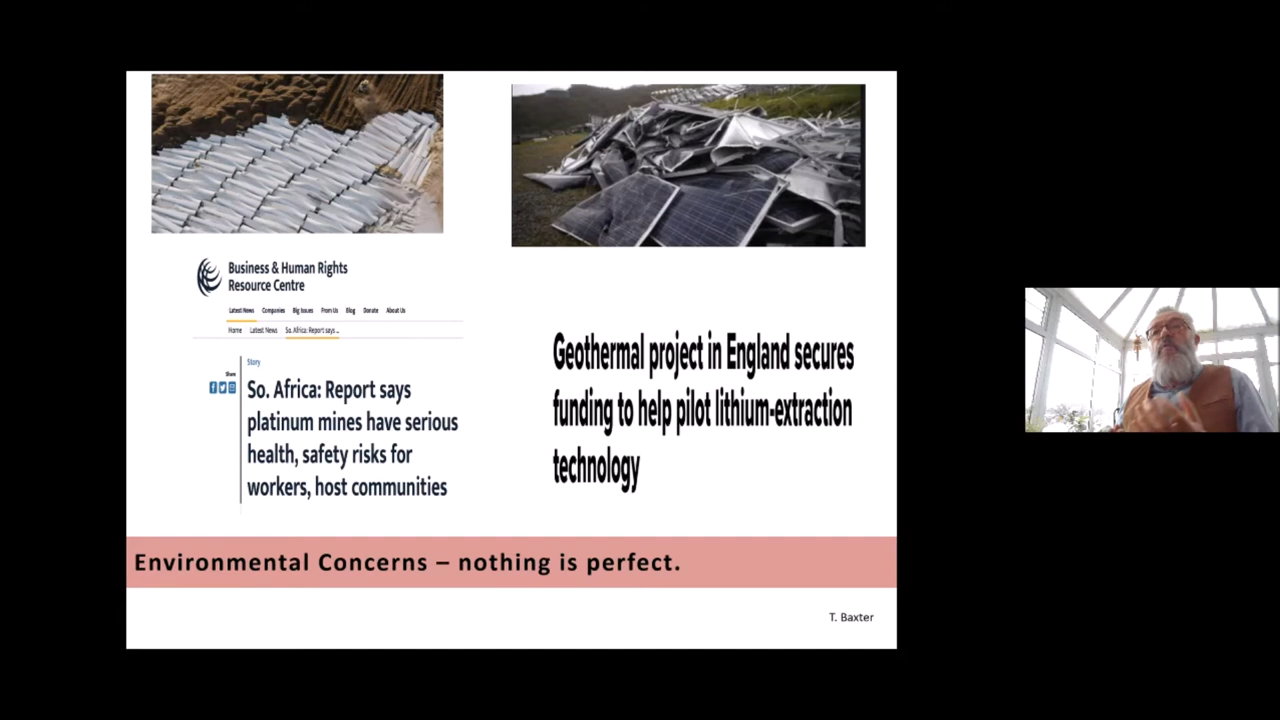 Business & Human Rights
Resource Centre
Latest News Companies Big Issues From Us Blog Donate About Us
Home Latest News So. Africa: Report says ...
Story
Share
So. Africa: Report says
platinum mines have serious
health, safety risks for
workers, host communities
Geothermal project in England secures
funding to help pilot lithium-extraction
technology
Environmental Concerns – nothing is perfect.
T. Baxter